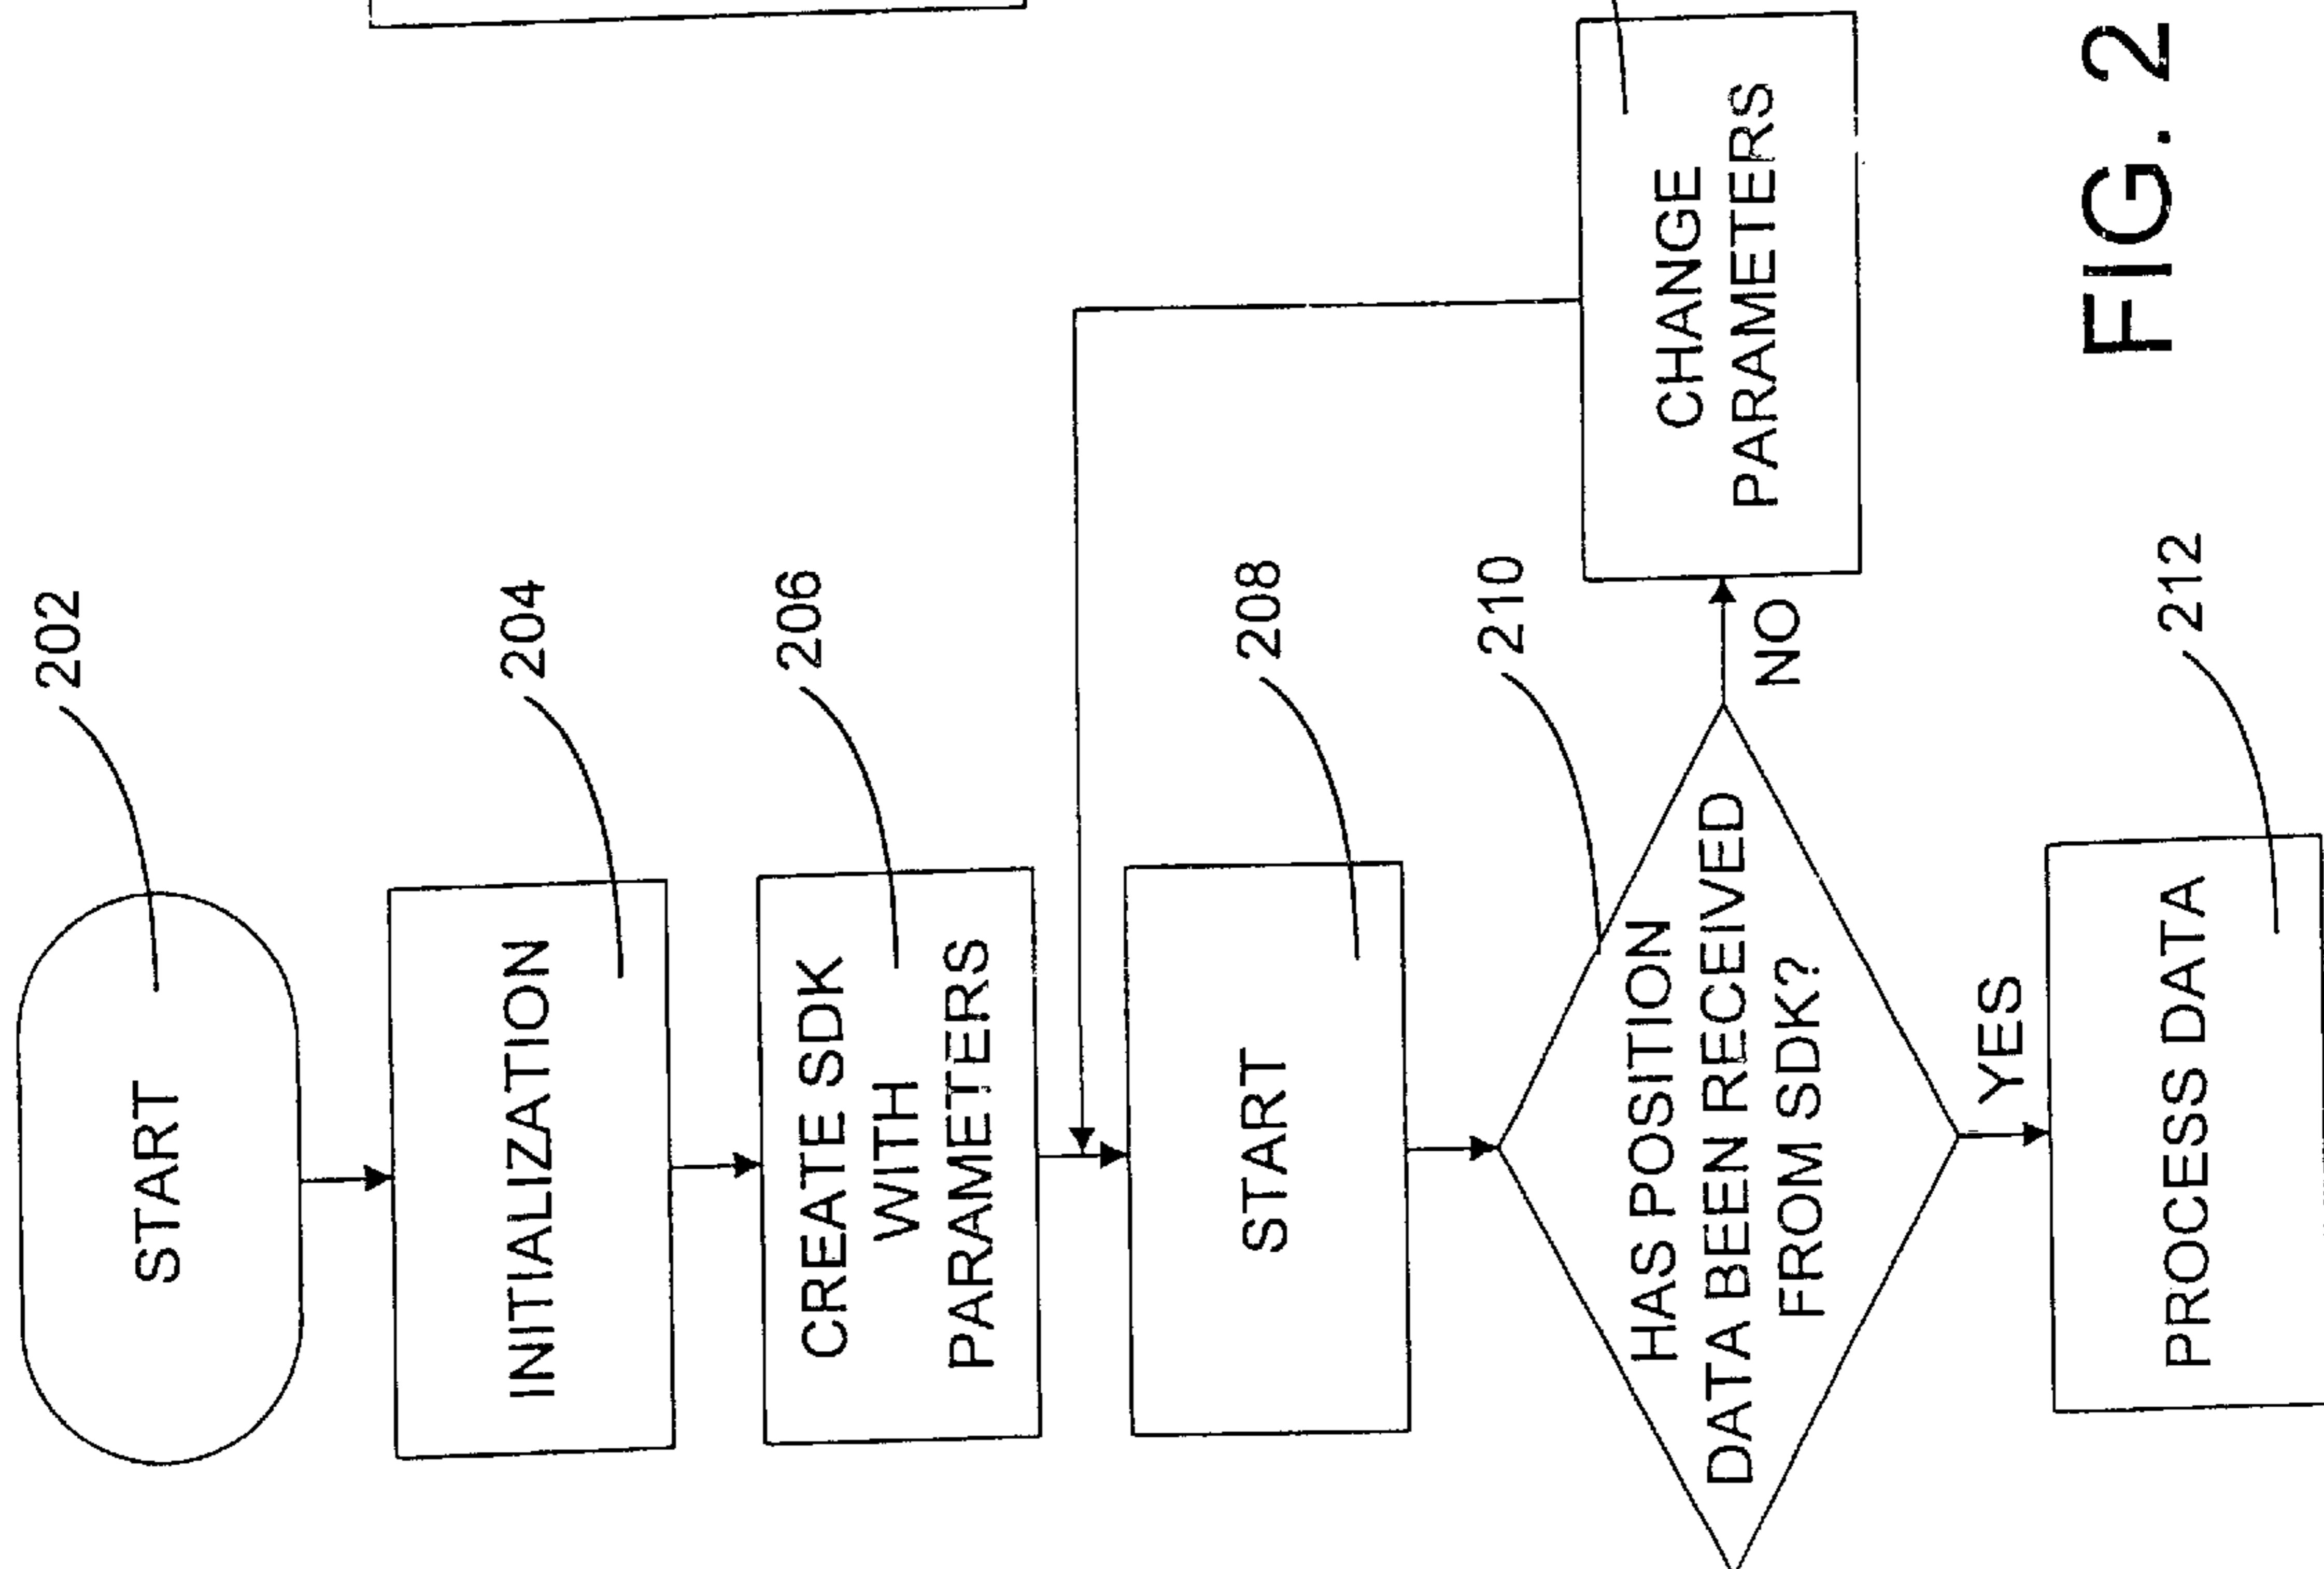 202
START
204
INITIALIZATION
206
CREATE SDK
WITH
PARAMETERS
208
START
210
HAS POSITION
DATA BEEN RECEIVED
FROM SDK?
NO
CHANGE
PARAMETERS
YES
212
PROCESS DATA
FIG. 2